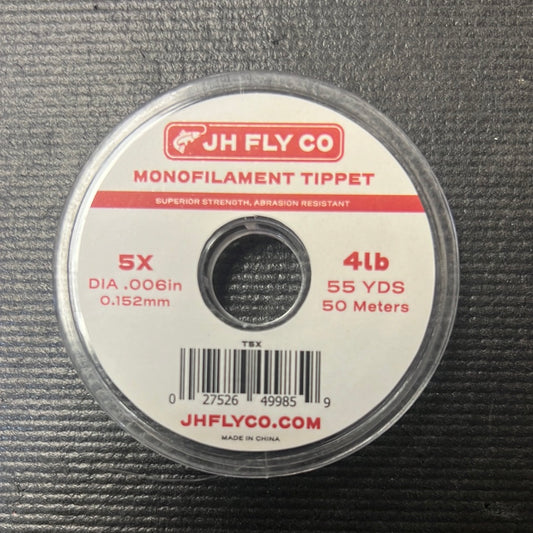 JH FLY CO
MONOFILAMENT TIPPET
SUPERIOR STRENGTH, ABRASION RESISTANT
5X
DIA .006in
0.152mm
4lb
55 YDS
50 Meters
T5X
0 27526 49985 9
JHFLYCO.COM
MADE IN CHINA